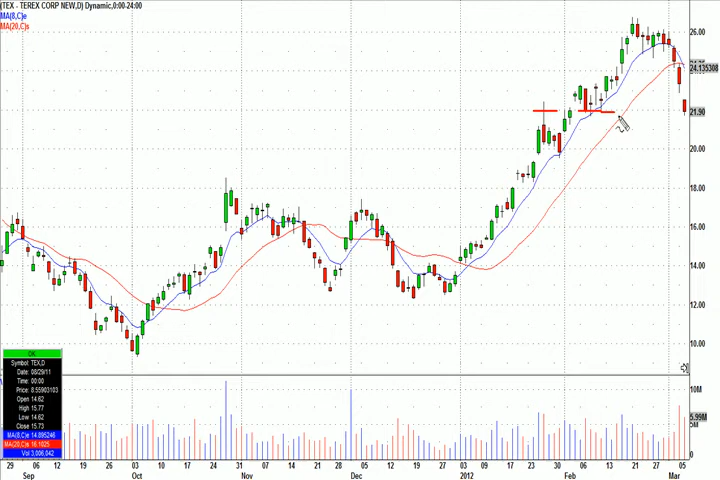 (TEX - TEREX CORP NEW,D) Dynamic,0:00-24:00
MA(8,C)e
MA(20,C)s
26.00
24.135308
21.90
20.00
18.00
16.00
14.00
12.00
10.00
OK
Symbol: TEX,D
Date: 08/29/11
Time: 00:00
Price: 8.55903103
Open 14.62
High 15.77
Low 14.62
Close 15.73
MA(8,C)e 14.895246
MA(20,C)s 16.1025
Vol 3,006,042
10M
5.99M
5M
0
29 06 12 19 26 03 10 17 24 31 07 14 21 28 05 12 19 27 03 10 17 23 30 06 13 21 27 05
Sep Oct Nov Dec 2012 Feb Mar